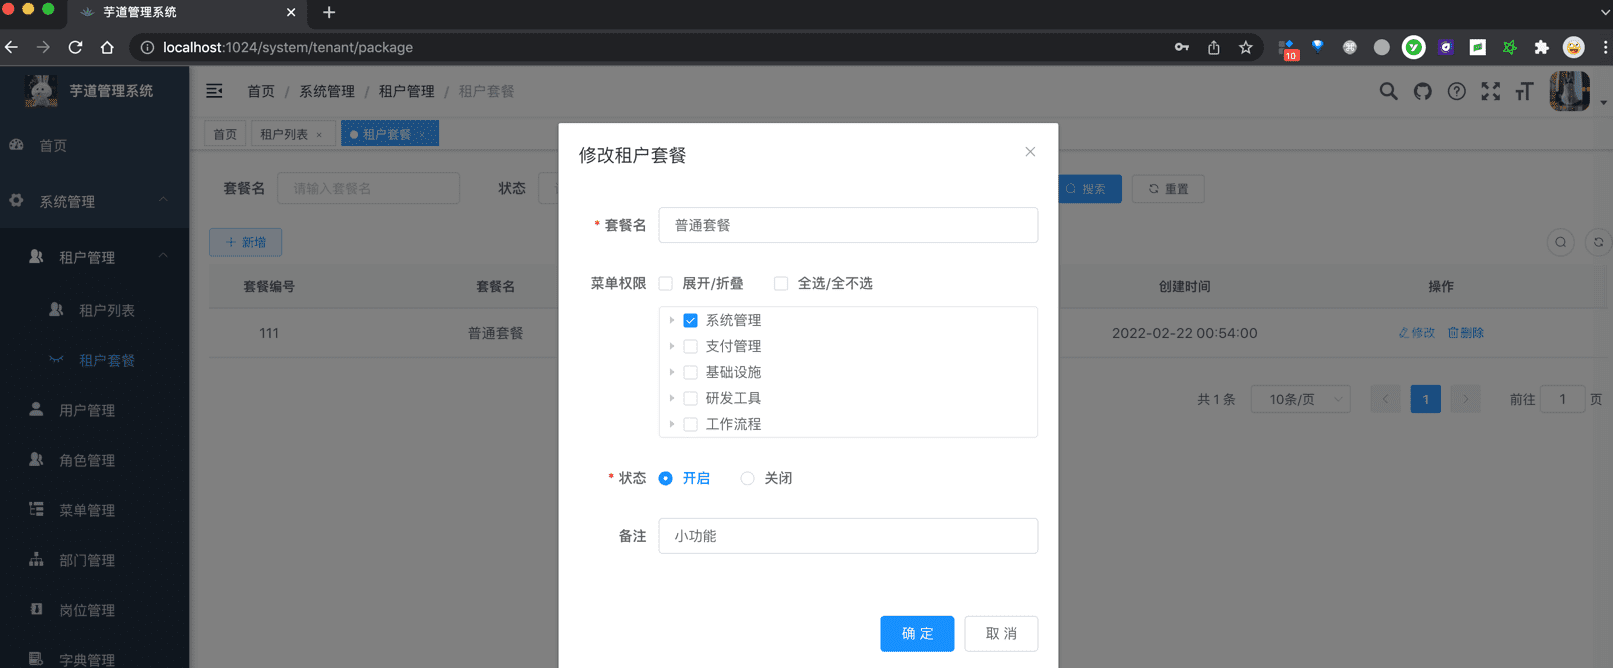 芋道管理系统
localhost:1024/system/tenant/package
10
芋道管理系统
首页 / 系统管理 / 租户管理 / 租户套餐
首页
租户列表
租户套餐
首页
系统管理
租户管理
租户列表
租户套餐
用户管理
角色管理
菜单管理
部门管理
岗位管理
字典管理
套餐名 请输入套餐名 状态
搜索 重置
新增
套餐编号 套餐名 创建时间 操作
111 普通套餐 2022-02-22 00:54:00 修改 删除
共 1 条 10条/页 1 前往 1 页
修改租户套餐
* 套餐名 普通套餐
菜单权限 展开/折叠 全选/全不选
系统管理
支付管理
基础设施
研发工具
工作流程
* 状态 开启 关闭
备注 小功能
确 定 取 消